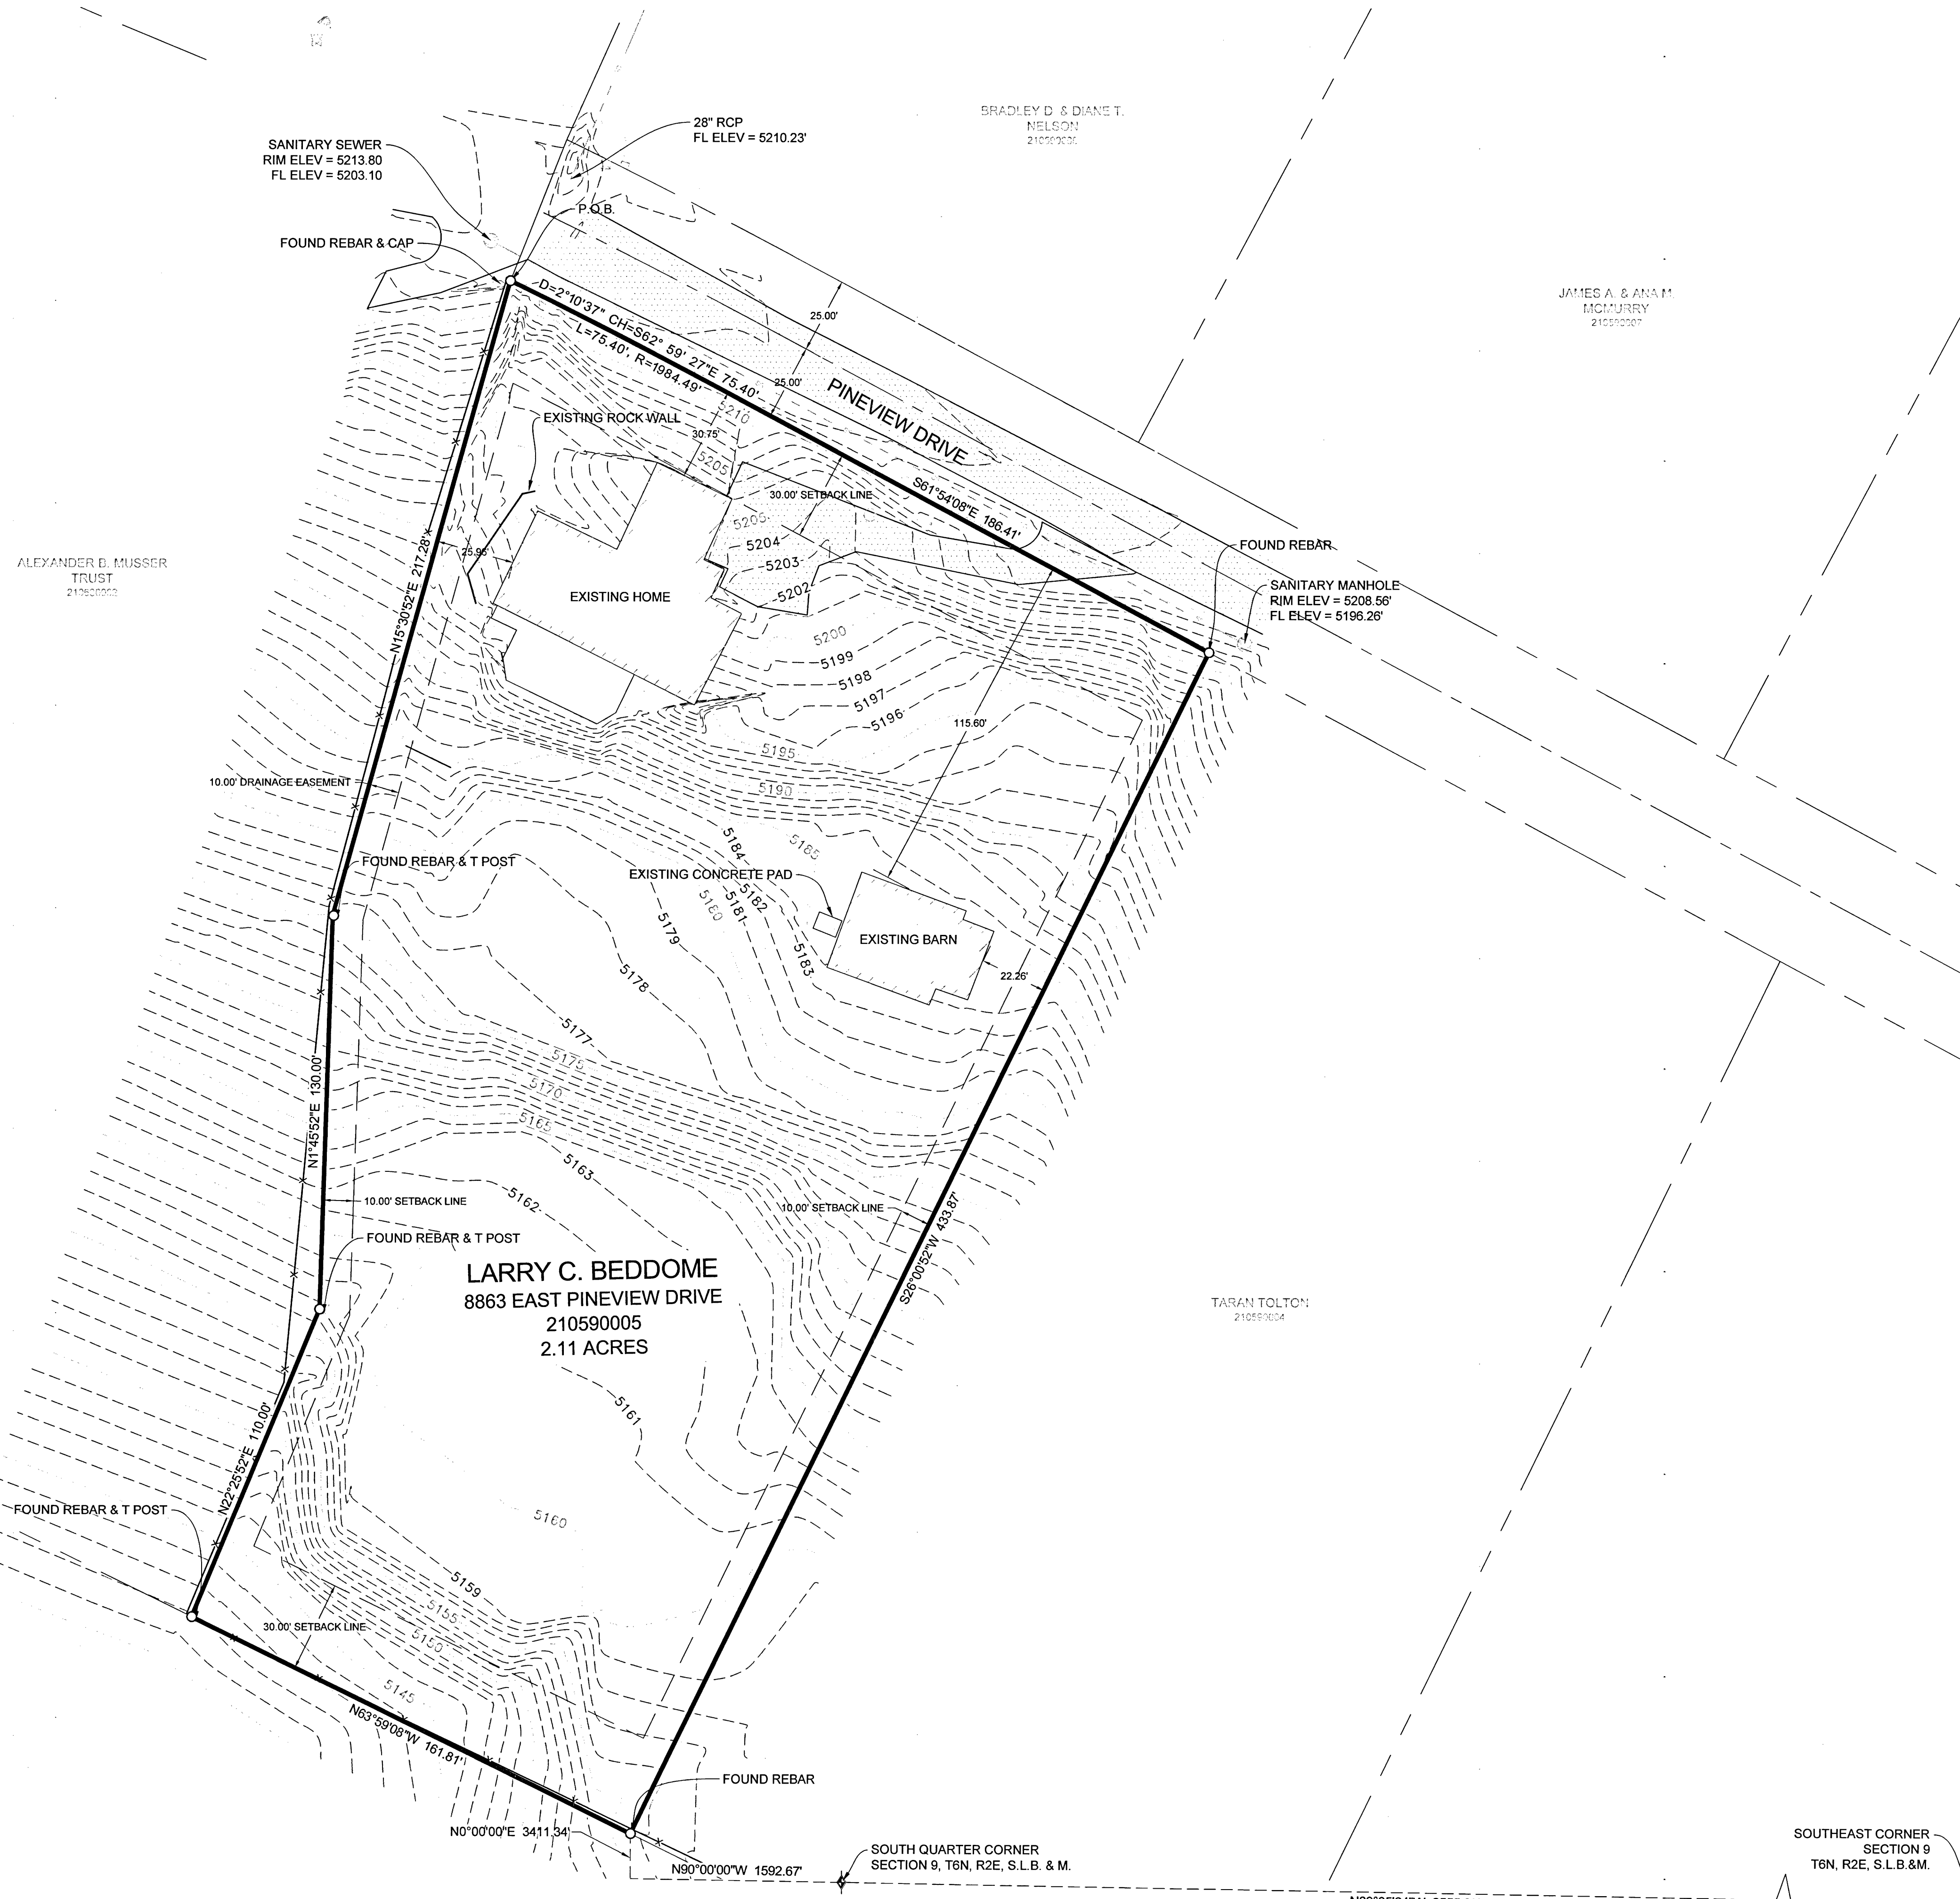 BRADLEY D. & DIANE T.
NELSON
28" RCP
FL ELEV = 5210.23'
SANITARY SEWER
RIM ELEV = 5213.80
FL ELEV = 5203.10
P.O.B.
FOUND REBAR & CAP
JAMES A. & ANA M.
MCMURRY
210590007
D=2°10'37" CH=S62° 59' 27"E 75.40'
L=75.40', R=1984.49'
25.00'
25.00'
PINEVIEW DRIVE
5210
EXISTING ROCK WALL
30.75'
5205
30.00' SETBACK LINE
S61°54'08"E 186.41'
5205
5204
5203
5202
N15°30'52"E 217.28'
FOUND REBAR
ALEXANDER B. MUSSER
TRUST
EXISTING HOME
SANITARY MANHOLE
RIM ELEV = 5208.56'
FL ELEV = 5196.26'
5200
5199
5198
5197
5196
115.60'
5195
10.00' DRAINAGE EASEMENT
5190
5184
5185
FOUND REBAR & T POST
EXISTING CONCRETE PAD
5182
5181
5180
5179
EXISTING BARN
5183
5178
22.26'
5177
5175
N1°45'52"E 130.00'
5170
5165
5163
5162
10.00' SETBACK LINE
10.00' SETBACK LINE
S26°00'52"W 433.87'
FOUND REBAR & T POST
LARRY C. BEDDOME
8863 EAST PINEVIEW DRIVE
210590005
2.11 ACRES
TARAN TOLTON
210590004
5161
N22°25'52"E 110.00'
FOUND REBAR & T POST
5160
5159
5155
30.00' SETBACK LINE
5150
5145
N63°59'08"W 161.81'
FOUND REBAR
N0°00'00"E 3411.34'
SOUTH QUARTER CORNER
SECTION 9, T6N, R2E, S.L.B. & M.
N90°00'00"W 1592.67'
SOUTHEAST CORNER
SECTION 9
T6N, R2E, S.L.B.&M.